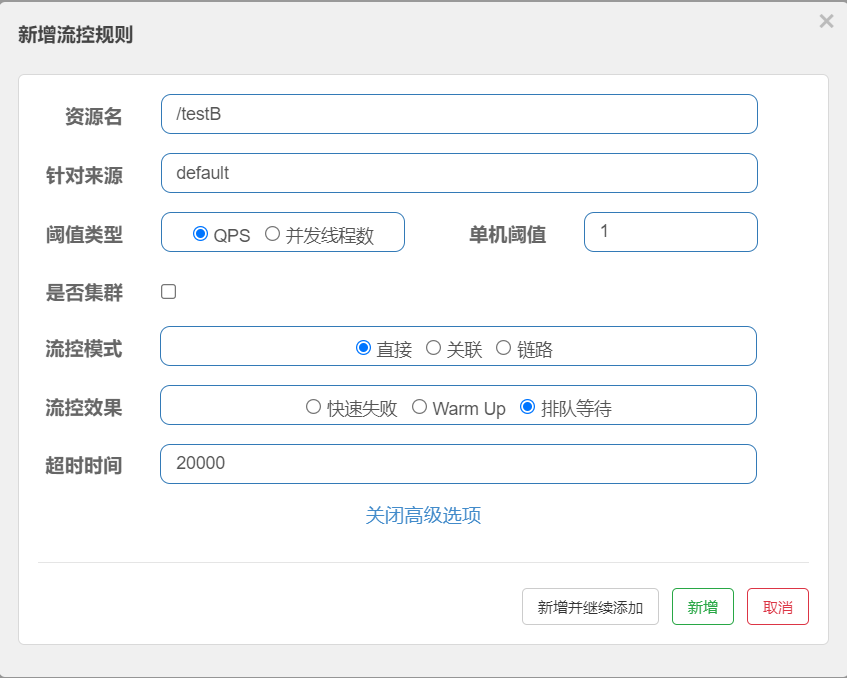 新增流控规则
×
资源名 /testB
针对来源 default
阈值类型 QPS 并发线程数 单机阈值 1
是否集群
流控模式 直接 关联 链路
流控效果 快速失败 Warm Up 排队等待
超时时间 20000
关闭高级选项
新增并继续添加 新增 取消